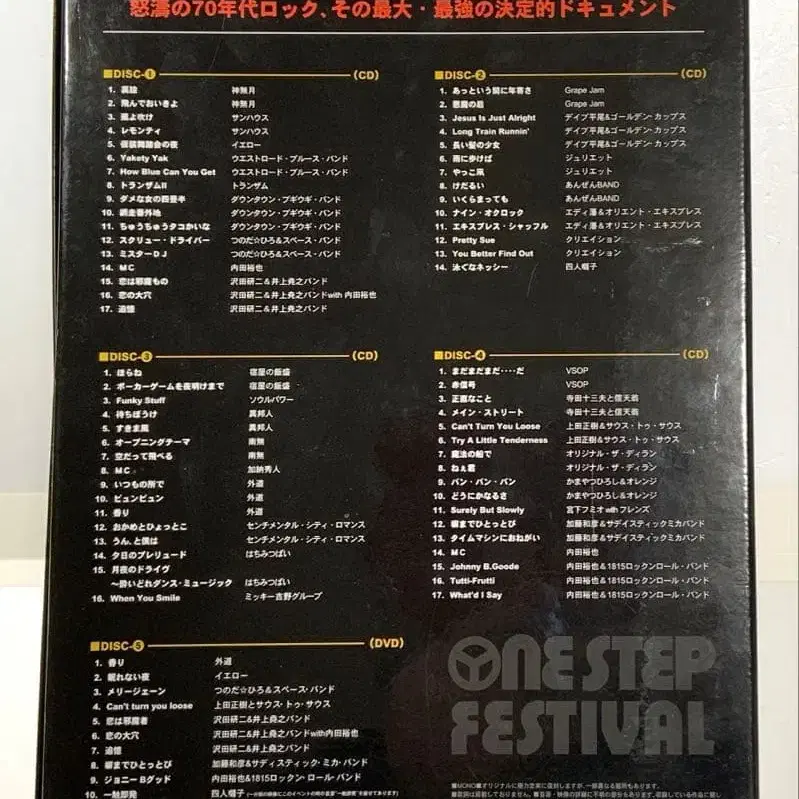 怒濤の70年代ロック、その最大・最強の決定的ドキュメント
DISC-1 (CD)
1. 裏綾 神無月
2. 飛んでおいきよ 神無月
3. 風よ吹け サンハウス
4. レモンティ サンハウス
5. 仮装舞踏会の夜 イエロー
6. Yakety Yak ウエストロード・ブルース・バンド
7. How Blue Can You Get ウエストロード・ブルース・バンド
8. トランザムII トランザム
9. ダメな女の四畳半 ダウンタウン・ブギウギ・バンド
10. 網走番外地 ダウンタウン・ブギウギ・バンド
11. ちゅうちゅうタコかいな ダウンタウン・ブギウギ・バンド
12. スクリュー・ドライバー つのだ☆ひろ&スペース・バンド
13. ミスターDJ つのだ☆ひろ&スペース・バンド
14. MC 内田裕也
15. 恋は邪魔もの 沢田研二&井上堯之バンド
16. 恋の大穴 沢田研二&井上堯之バンドwith 内田裕也
17. 追憶 沢田研二&井上堯之バンド
DISC-2 (CD)
1. あっという間に年寄さ Grape Jam
2. 悪魔の唇 Grape Jam
3. Jesus Is Just Alright デイブ平尾&ゴールデン・カップス
4. Long Train Runnin' デイブ平尾&ゴールデン・カップス
5. 長い髪の少女 デイブ平尾&ゴールデン・カップス
6. 雨に歩けば ジュリエット
7. やっこ凧 ジュリエット
8. けだるい あんぜんBAND
9. いくらまっても あんぜんBAND
10. ナイン・オクロック エディ藩&オリエント・エキスプレス
11. エキスプレス・シャッフル エディ藩&オリエント・エキスプレス
12. Pretty Sue クリエイション
13. You Better Find Out クリエイション
14. 泳ぐなネッシー 四人囃子
DISC-3 (CD)
1. ほらね 宿屋の飯盛
2. ポーカーゲームを夜明けまで 宿屋の飯盛
3. Funky Stuff ソウルパワー
4. 待ちぼうけ 異邦人
5. すきま風 異邦人
6. オープニングテーマ 南無
7. 空だって飛べる 南無
8. MC 加納秀人
9. いつもの所で 外道
10. ビュンビュン 外道
11. 香り 外道
12. おかめとひょっとこ センチメンタル・シティ・ロマンス
13. うん、と僕は センチメンタル・シティ・ロマンス
14. 夕日のプレリュード はちみつぱい
15. 月夜のドライヴ
〜酔いどれダンス・ミュージック はちみつぱい
16. When You Smile ミッキー吉野グループ
DISC-4 (CD)
1. まだまだまだ‥‥だ VSOP
2. 赤信号 VSOP
3. 正直なこと 寺田十三夫と信天翁
4. メイン・ストリート 寺田十三夫と信天翁
5. Can't Turn You Loose 上田正樹&サウス・トゥ・サウス
6. Try A Little Tenderness 上田正樹&サウス・トゥ・サウス
7. 魔法の船で オリジナル・ザ・ディラン
8. ねぇ君 オリジナル・ザ・ディラン
9. バン・バン・バン かまやつひろし&オレンジ
10. どうにかなるさ かまやつひろし&オレンジ
11. Surely But Slowly 宮下フミオ with フレンズ
12. 塀までひとっとび 加藤和彦&サデイスティックミカバンド
13. タイムマシンにおねがい 加藤和彦&サデイスティックミカバンド
14. MC 内田裕也
15. Johnny B.Goode 内田裕也&1815ロックンロール・バンド
16. Tutti-Frutti 内田裕也&1815ロックンロール・バンド
17. What'd I Say 内田裕也&1815ロックンロール・バンド
DISC-5 (DVD)
1. 香り 外道
2. 眠れない夜 イエロー
3. メリージェーン つのだ☆ひろ&スペース・バンド
4. Can't turn you loose 上田正樹とサウス・トゥ・サウス
5. 恋は邪魔者 沢田研二&井上堯之バンド
6. 恋の大穴 沢田研二&井上堯之バンドwith内田裕也
7. 追憶 沢田研二&井上堯之バンド
8. 塀までひとっとび 加藤和彦&サディスティック・ミカ・バンド
9. ジョニーBグッド 内田裕也&1815ロックン ロール・バンド
10. 一触即発 四人囃子
ONE STEP
FESTIVAL